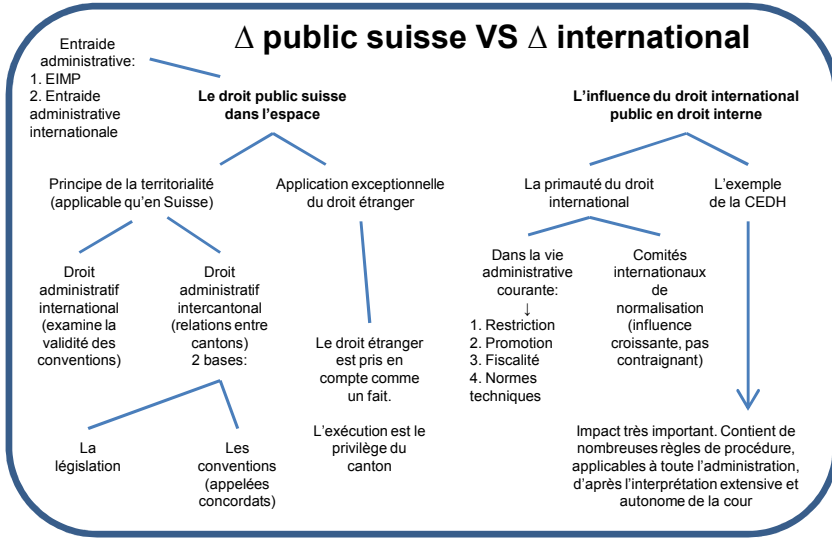 Δ public suisse VS Δ international
Entraide
administrative:
1. EIMP
2. Entraide
administrative
internationale
Le droit public suisse
dans l'espace
L'influence du droit international
public en droit interne
Principe de la territorialité
(applicable qu'en Suisse)
Application exceptionnelle
du droit étranger
La primauté du droit
international
L'exemple
de la CEDH
Droit
administratif
international
(examine la
validité des
conventions)
Droit
administratif
intercantonal
(relations entre
cantons)
2 bases:
Le droit étranger
est pris en
compte comme
un fait.
L'exécution est le
privilège du
canton
Dans la vie
administrative
courante:
↓
1. Restriction
2. Promotion
3. Fiscalité
4. Normes
techniques
Comités
internationaux
de
normalisation
(influence
croissante, pas
contraignant)
La
législation
Les
conventions
(appelées
concordats)
Impact très important. Contient de
nombreuses règles de procédure,
applicables à toute l'administration,
d'après l'interprétation extensive et
autonome de la cour